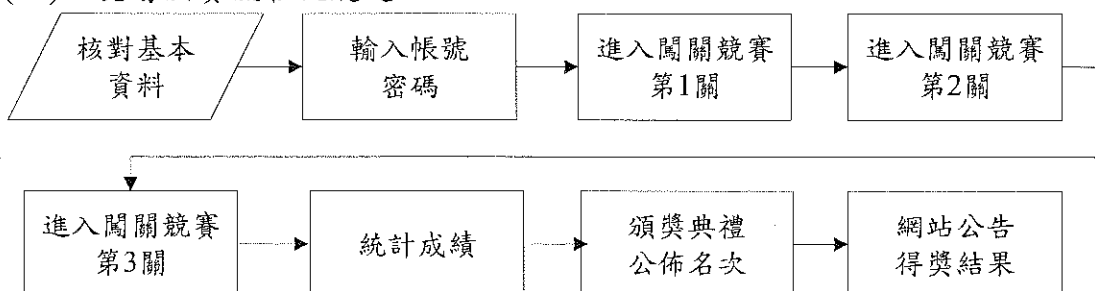 核對基本
資料
輸入帳號
密碼
進入闖關競賽
第1關
進入闖關競賽
第2關
進入闖關競賽
第3關
統計成績
頒獎典禮
公佈名次
網站公告
得獎結果